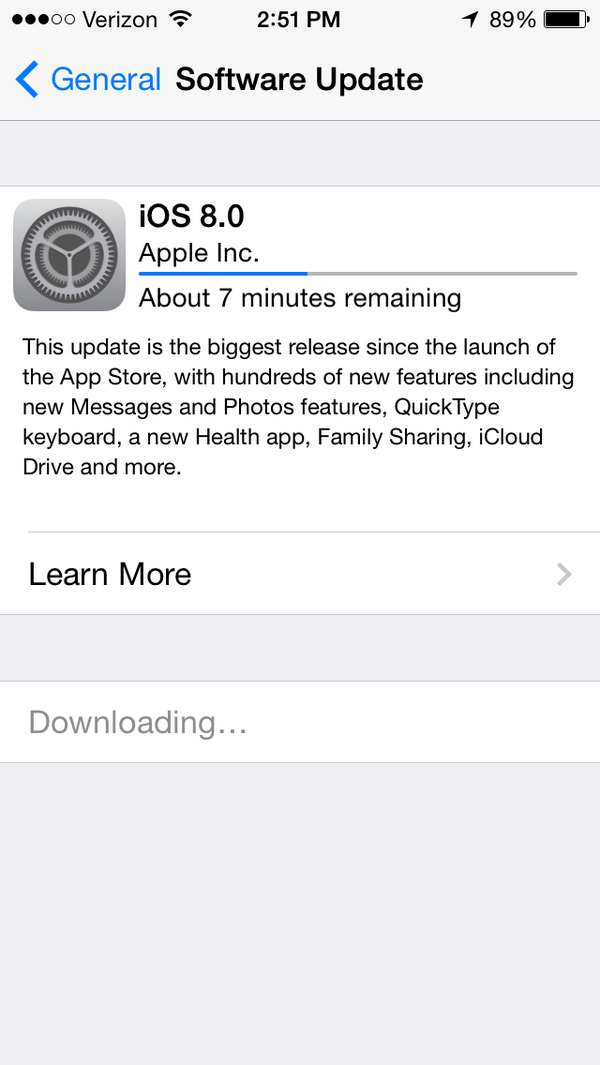 Verizon 2:51 PM 89%
General Software Update
iOS 8.0
Apple Inc.
About 7 minutes remaining
This update is the biggest release since the launch of
the App Store, with hundreds of new features including
new Messages and Photos features, QuickType
keyboard, a new Health app, Family Sharing, iCloud
Drive and more.
Learn More
Downloading...